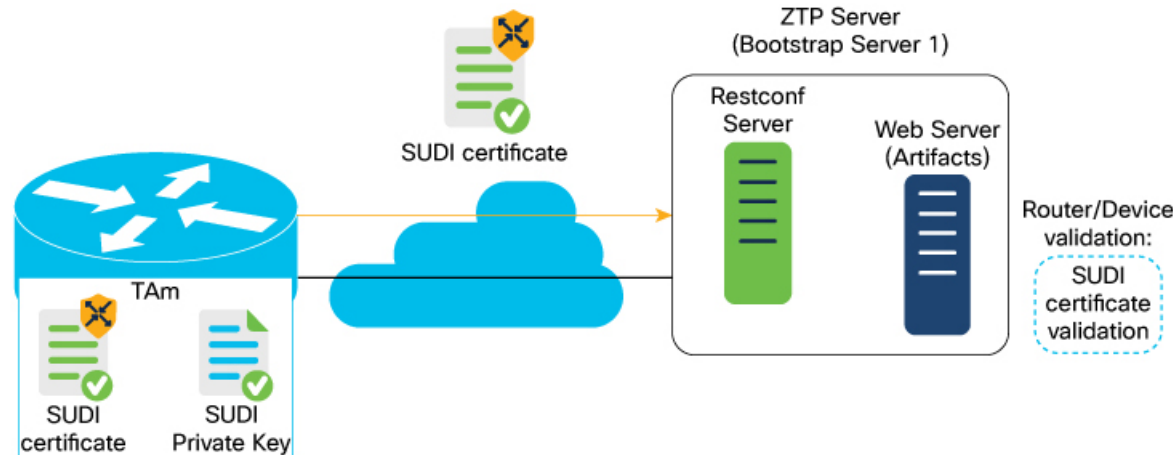 ZTP Server
(Bootstrap Server 1)
SUDI certificate
Restconf
Server
Web Server
(Artifacts)
Router/Device
validation:
SUDI
certificate
validation
TAm
SUDI
certificate
SUDI
Private Key